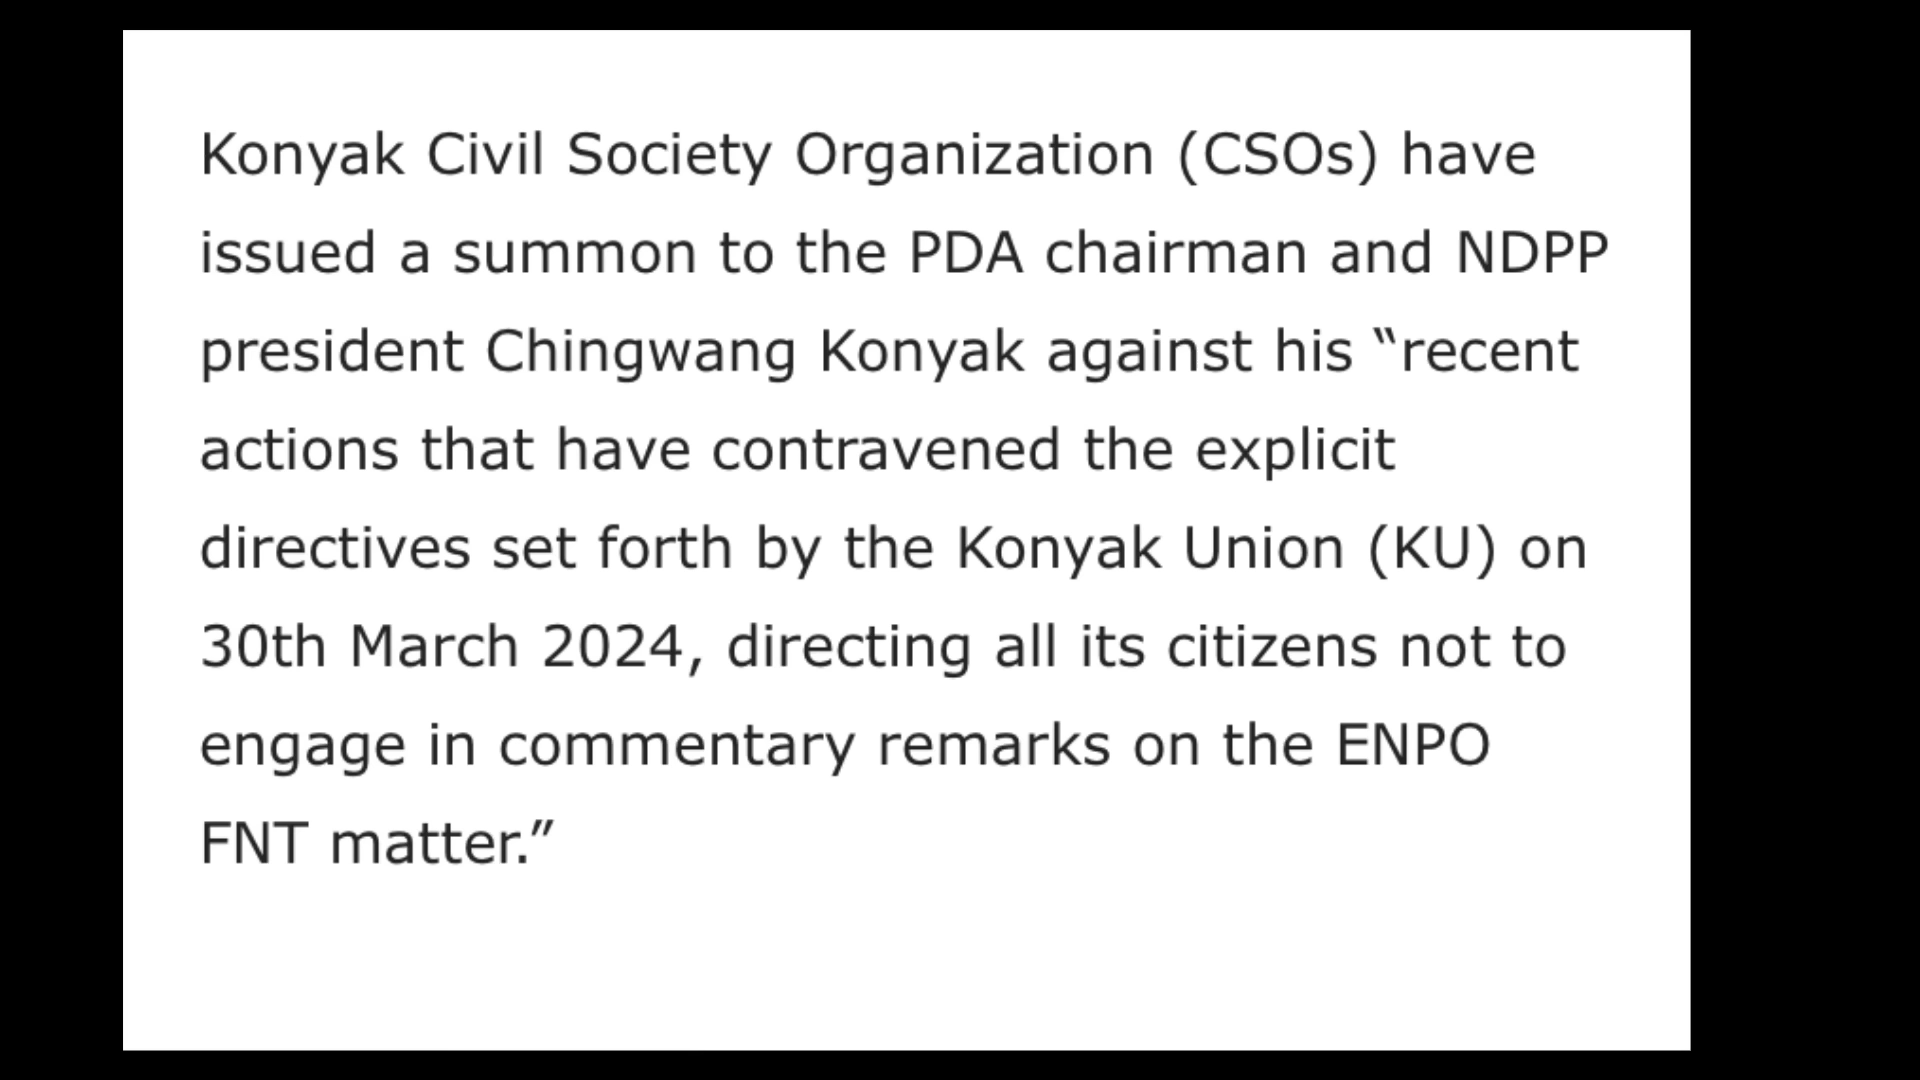 Konyak Civil Society Organization (CSOs) have
issued a summon to the PDA chairman and NDPP
president Chingwang Konyak against his “recent
actions that have contravened the explicit
directives set forth by the Konyak Union (KU) on
30th March 2024, directing all its citizens not to
engage in commentary remarks on the ENPO
FNT matter.”